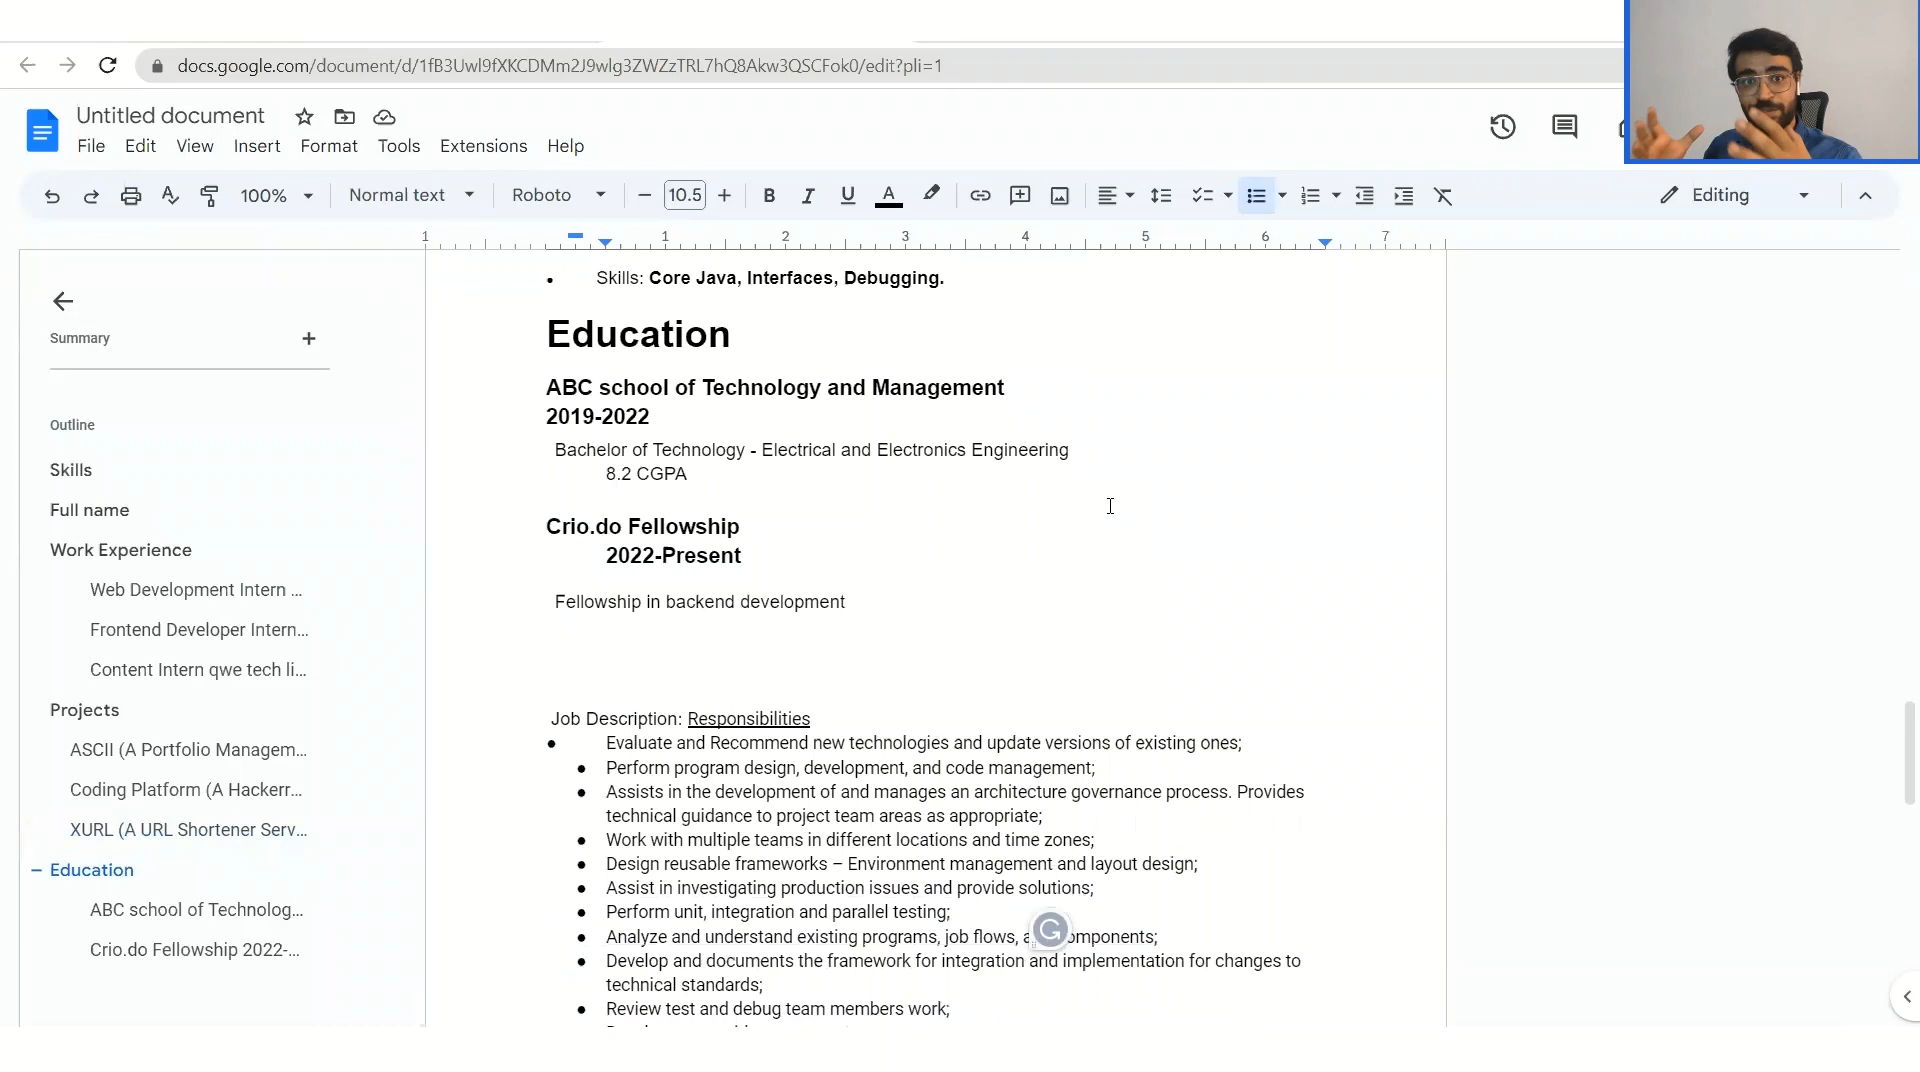 docs.google.com/document/d/1fB3Uwl9fXKCDMm2J9wlg3ZWZzTRL7hQ8Akw3QSCFok0/edit?pli=1
Untitled document
File Edit View Insert Format Tools Extensions Help
100% Normal text Roboto 10.5 B I U A Editing
1 1 2 3 4 5 6 7
Summary
Outline
Skills
Full name
Work Experience
Web Development Intern ...
Frontend Developer Intern...
Content Intern qwe tech li...
Projects
ASCII (A Portfolio Managem...
Coding Platform (A Hackerr...
XURL (A URL Shortener Serv...
Education
ABC school of Technolog...
Crio.do Fellowship 2022-...
• Skills: Core Java, Interfaces, Debugging.
Education
ABC school of Technology and Management
2019-2022
Bachelor of Technology - Electrical and Electronics Engineering
8.2 CGPA
Crio.do Fellowship
2022-Present
Fellowship in backend development
Job Description: Responsibilities
● Evaluate and Recommend new technologies and update versions of existing ones;
● Perform program design, development, and code management;
● Assists in the development of and manages an architecture governance process. Provides
technical guidance to project team areas as appropriate;
● Work with multiple teams in different locations and time zones;
● Design reusable frameworks – Environment management and layout design;
● Assist in investigating production issues and provide solutions;
● Perform unit, integration and parallel testing;
● Analyze and understand existing programs, job flows,
● Develop and documents the framework for integration and implementation for changes to
technical standards;
● Review test and debug team members work;